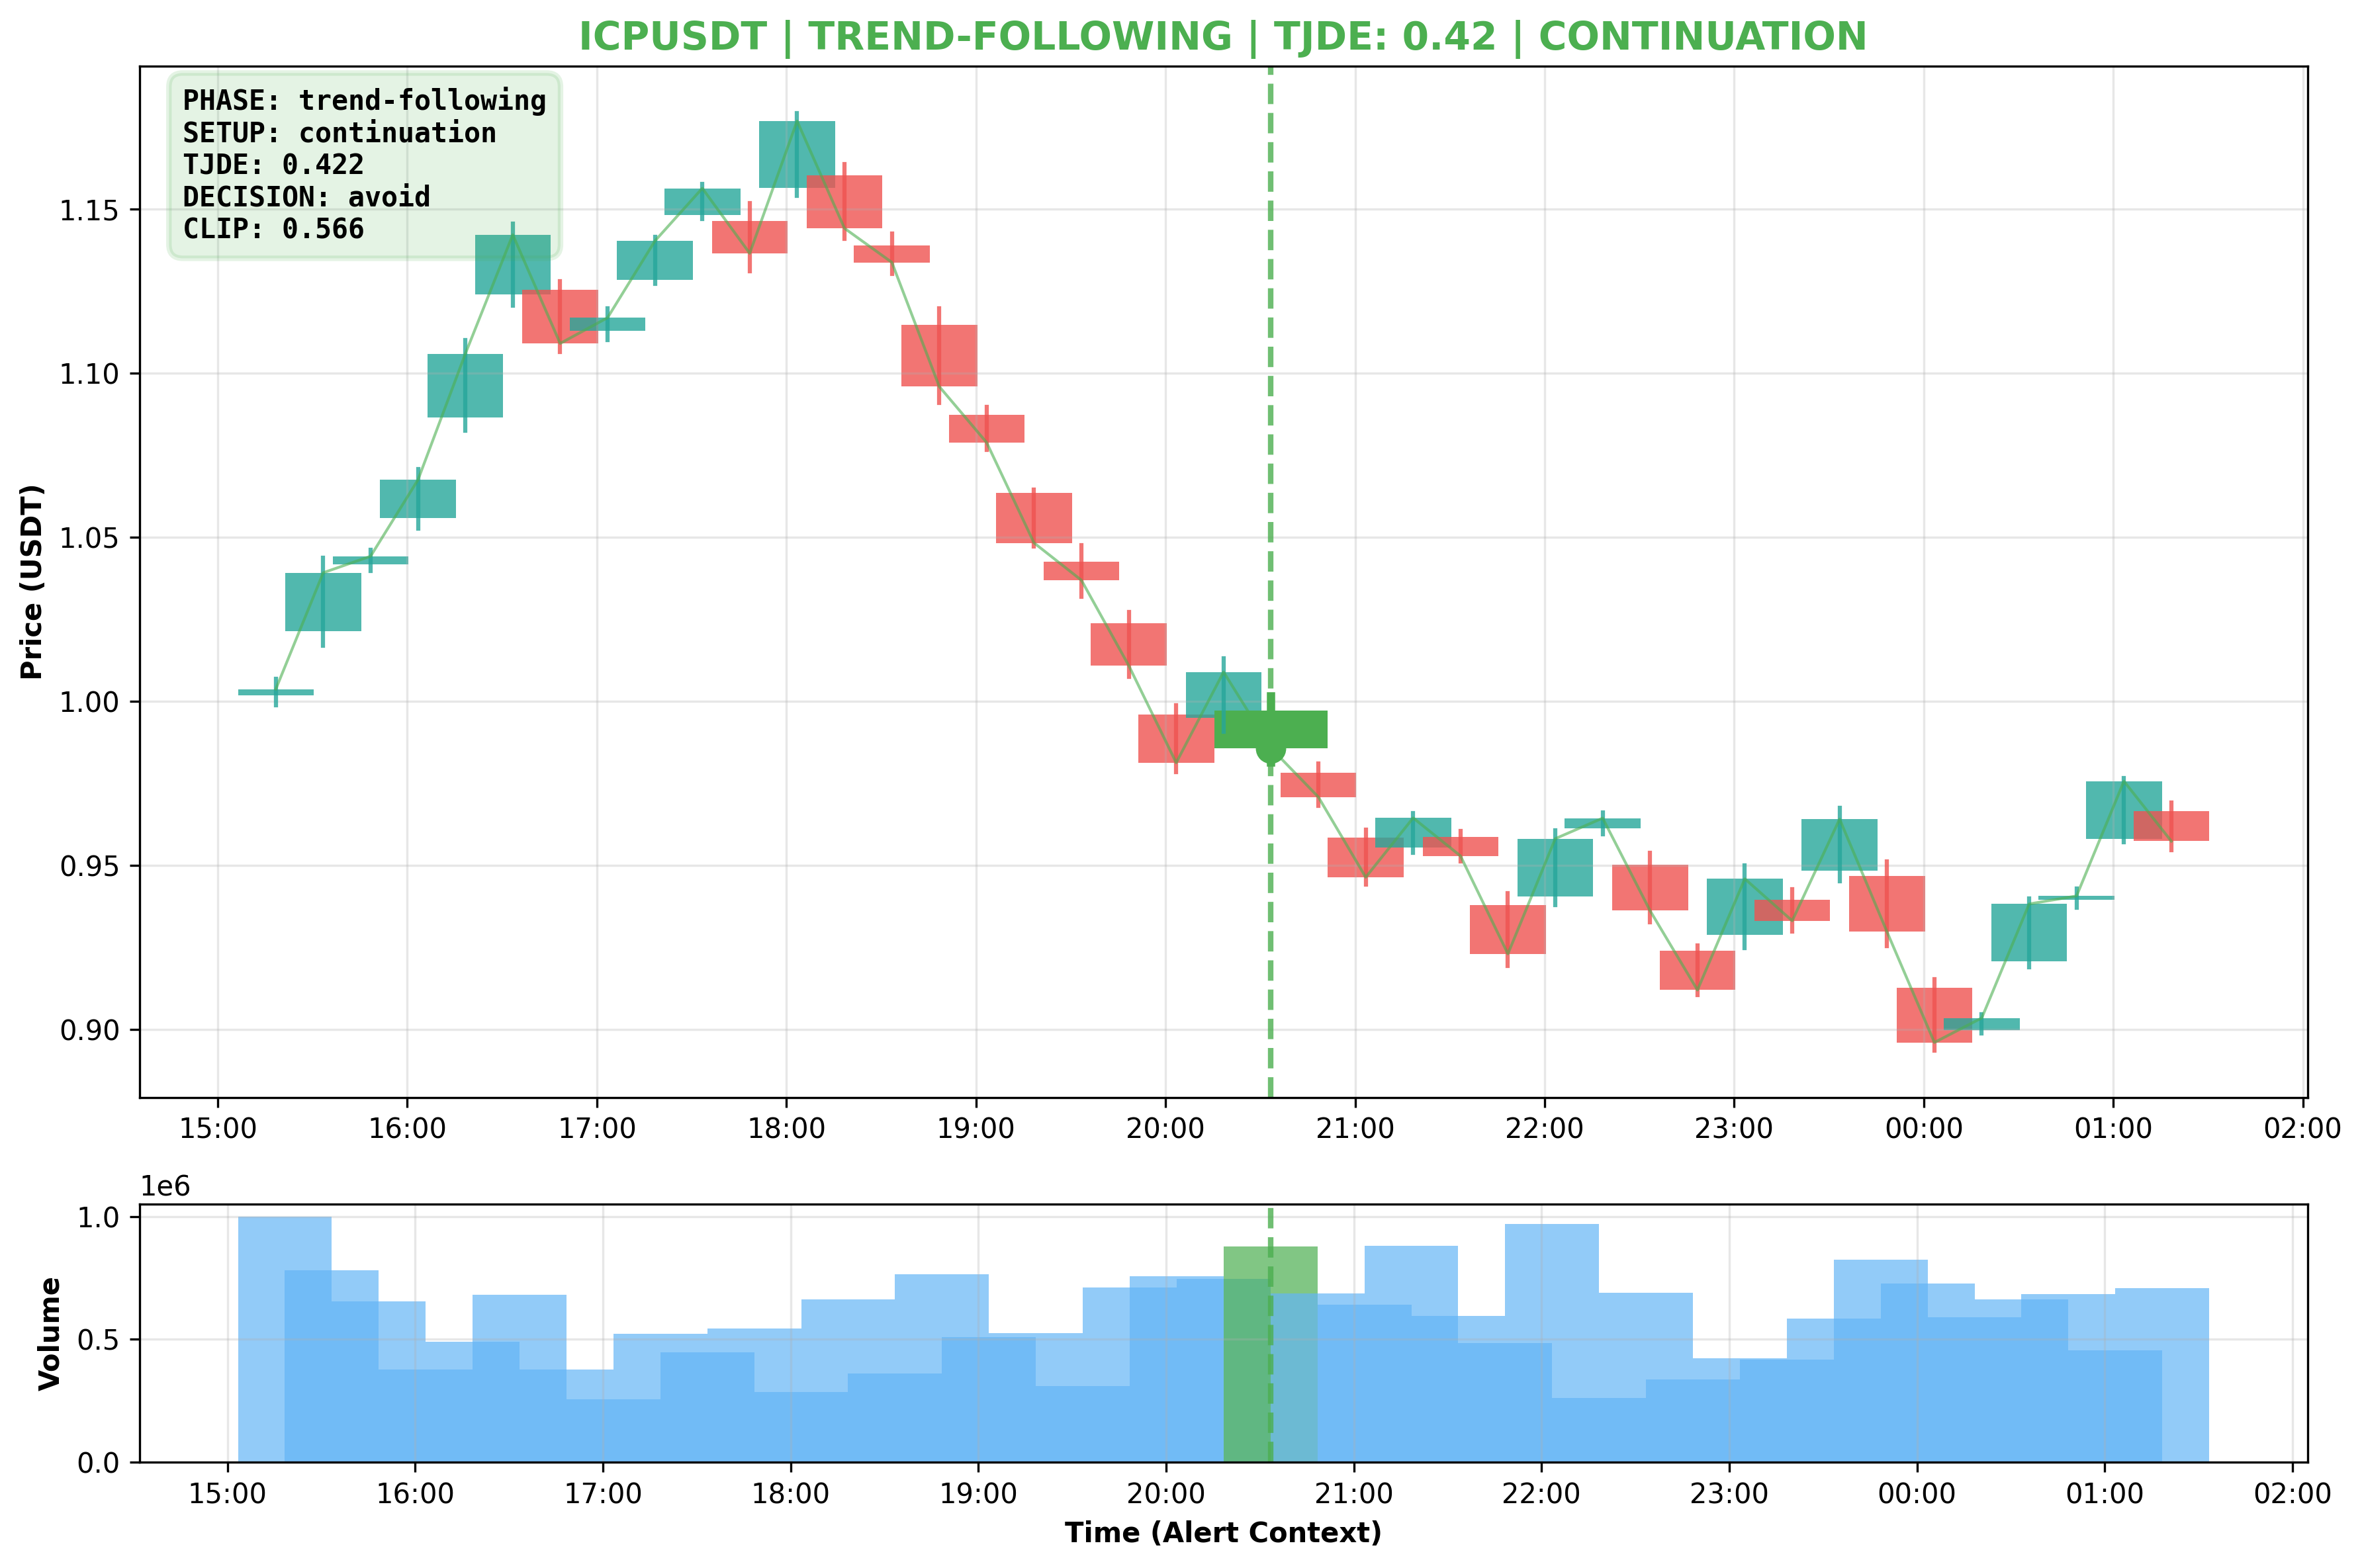 ICPUSDT | TREND-FOLLOWING | TJDE: 0.42 | CONTINUATION
PHASE: trend-following
SETUP: continuation
TJDE: 0.422
DECISION: avoid
CLIP: 0.566
Price (USDT)
1.15
1.10
1.05
1.00
0.95
0.90
15:00 16:00 17:00 18:00 19:00 20:00 21:00 22:00 23:00 00:00 01:00 02:00
1e6
Volume
1.0
0.5
0.0
15:00 16:00 17:00 18:00 19:00 20:00 21:00 22:00 23:00 00:00 01:00 02:00
Time (Alert Context)